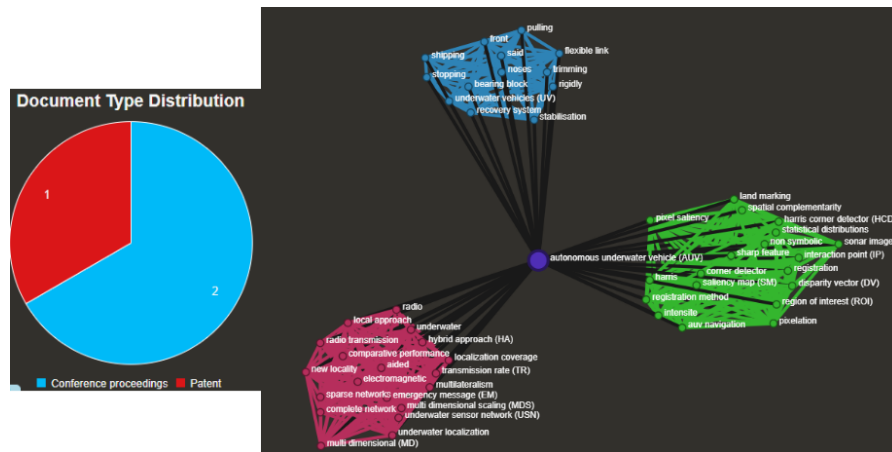 Document Type Distribution
1
2
Conference proceedings
Patent
pulling
front
said
flexible link
shipping
noses
trimming
stopping
bearing block
rigidly
underwater vehicles (UV)
recovery system
stabilisation
land marking
spatial complementarity
pixel saliency
harris corner detector (HCD
statistical distributions
non symbolic
sonar image
sharp feature
interaction point (IP)
autonomous underwater vehicle (AUV)
corner detector
registration
harris
saliency map (SM)
disparity vector (DV)
registration method
region of interest (ROI)
intensite
pixelation
auv navigation
radio
local approach
underwater
radio transmission
hybrid approach (HA)
comparative performance
localization coverage
aided
new locality
transmission rate (TR)
electromagnetic
multilateralism
sparse networks
emergency message (EM)
multi dimensional scaling (MDS)
complete network
underwater sensor network (USN)
underwater localization
multi dimensional (MD)